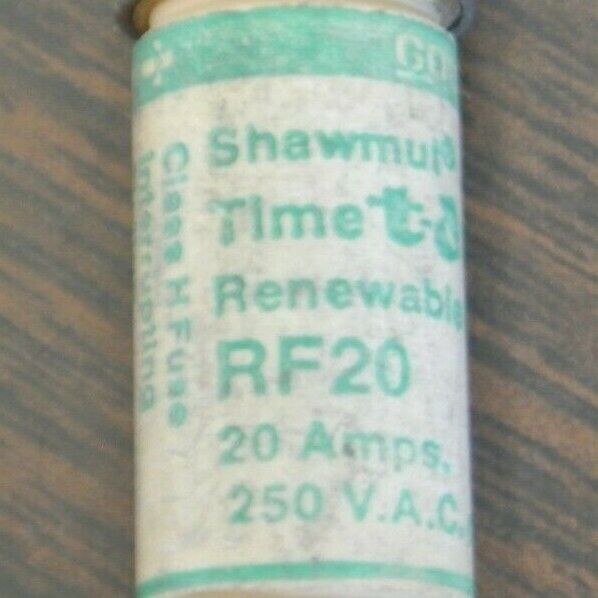 Shawmut®
Time t-d
Renewable
RF20
20 Amps.
250 V.A.C.
Class H Fuse
Interrupting